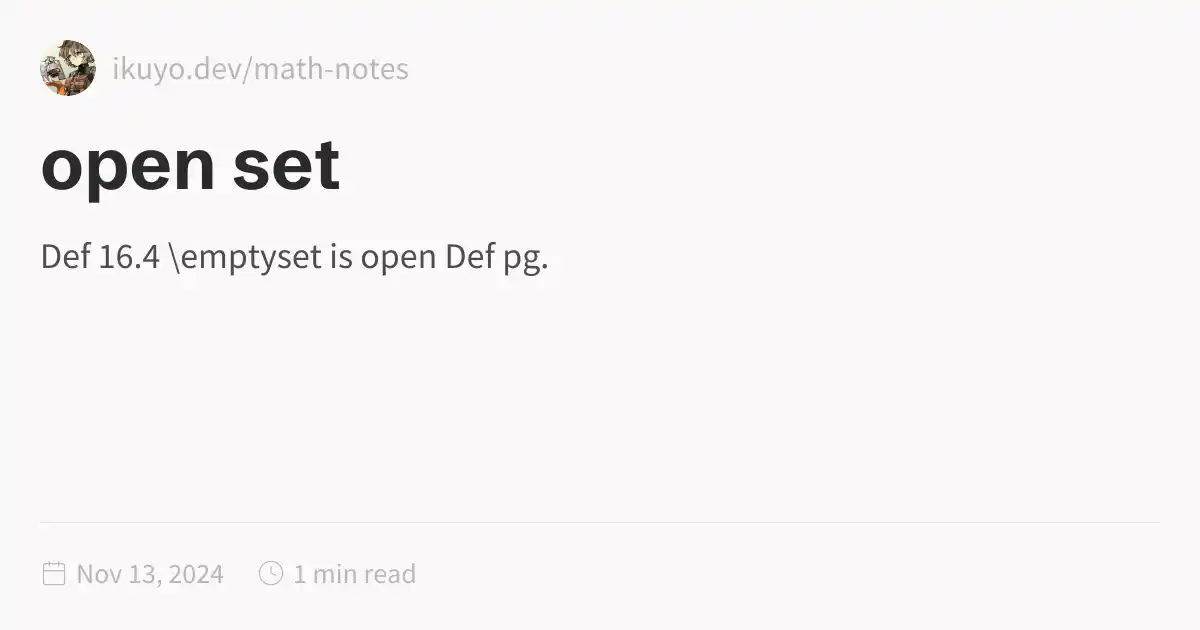 ikuyo.dev/math-notes
open set
Def 16.4 \emptyset is open Def pg.
Nov 13, 2024 1 min read